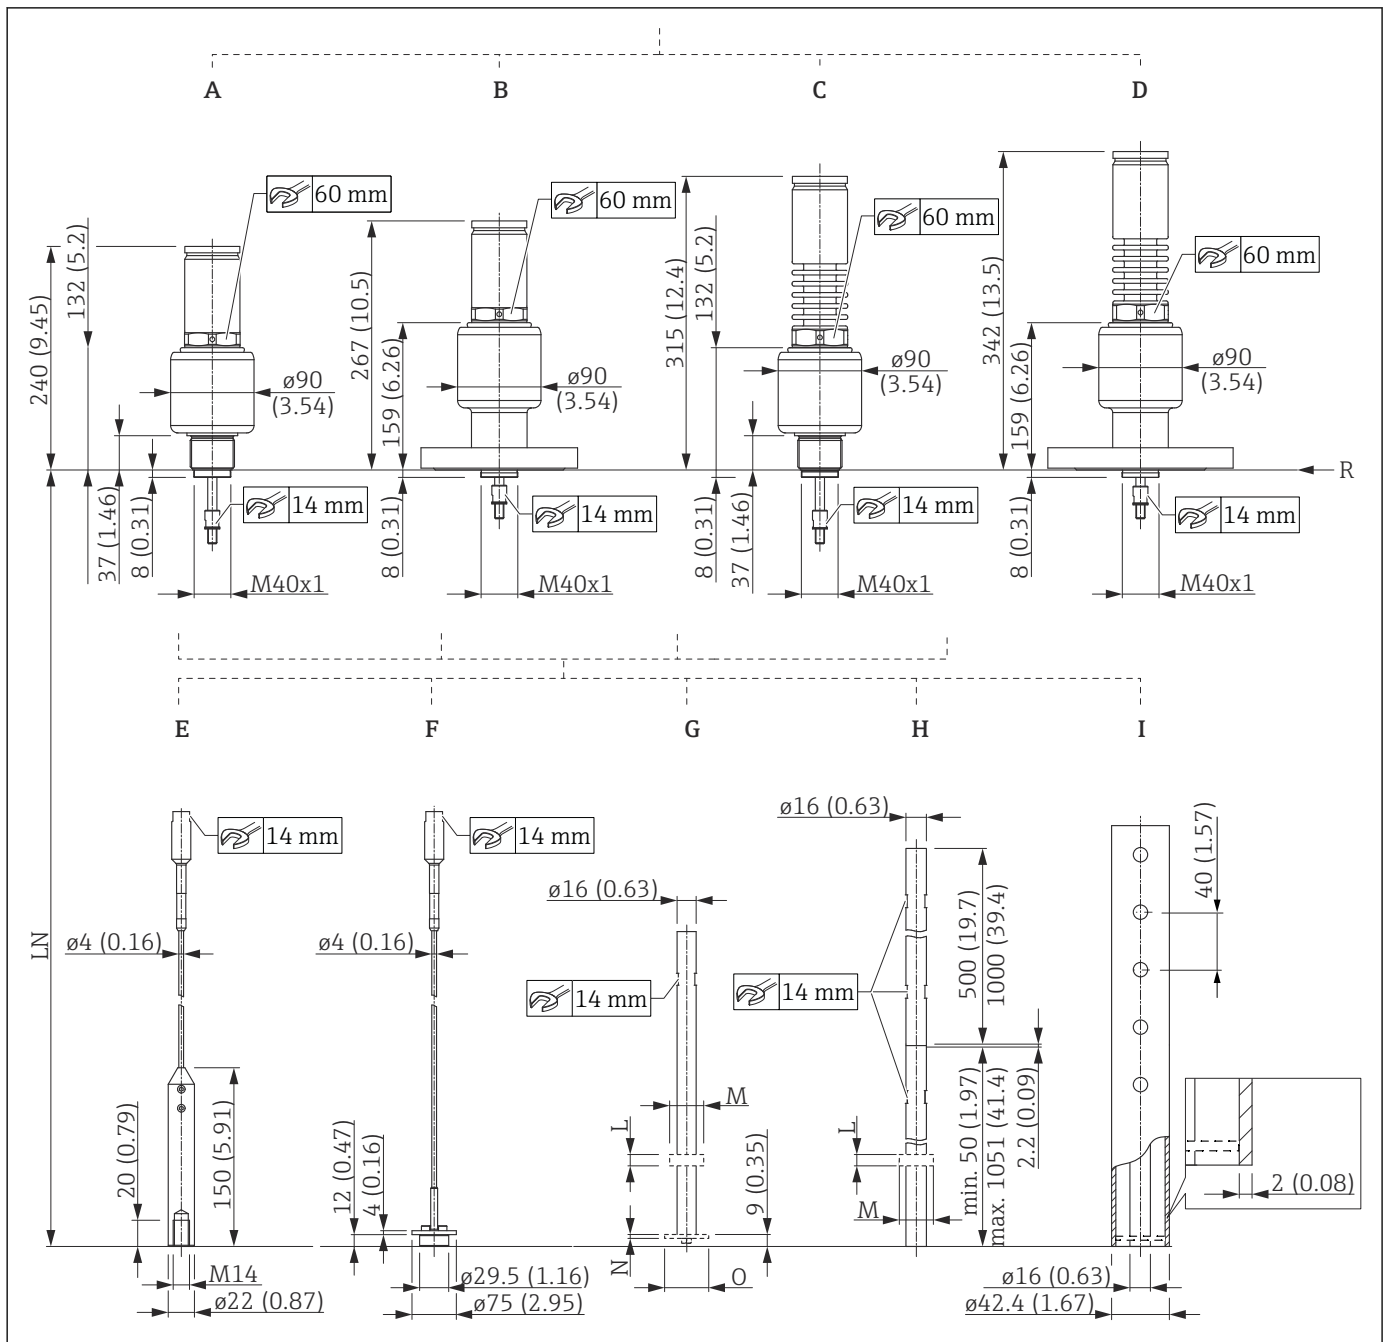 A
B
C
D
60 mm
60 mm
60 mm
60 mm
240 (9.45)
132 (5.2)
267 (10.5)
159 (6.26)
315 (12.4)
132 (5.2)
342 (13.5)
159 (6.26)
ø90
(3.54)
ø90
(3.54)
ø90
(3.54)
ø90
(3.54)
R
37 (1.46)
8 (0.31)
14 mm
8 (0.31)
14 mm
8 (0.31)
37 (1.46)
14 mm
8 (0.31)
14 mm
M40x1
M40x1
M40x1
M40x1
LN
E
F
G
H
I
14 mm
14 mm
ø16 (0.63)
ø16 (0.63)
40 (1.57)
ø4 (0.16)
ø4 (0.16)
14 mm
14 mm
500 (19.7)
1000 (39.4)
20 (0.79)
150 (5.91)
12 (0.47)
4 (0.16)
L
M
9 (0.35)
N
O
L
M
min. 50 (1.97)
max. 1051 (41.4)
2.2 (0.09)
2 (0.08)
M14
ø22 (0.87)
ø29.5 (1.16)
ø75 (2.95)
ø16 (0.63)
ø42.4 (1.67)